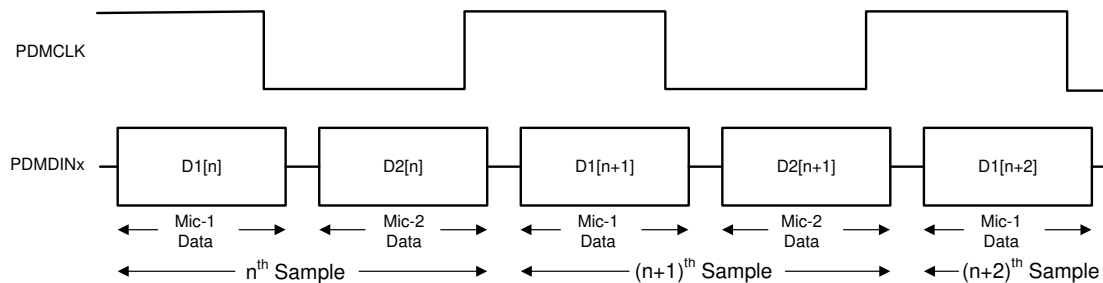 PDMCLK
PDMDINx
D1[n]
D2[n]
D1[n+1]
D2[n+1]
D1[n+2]
Mic-1
Data
Mic-2
Data
Mic-1
Data
Mic-2
Data
Mic-1
Data
nth Sample
(n+1)th Sample
(n+2)th Sample